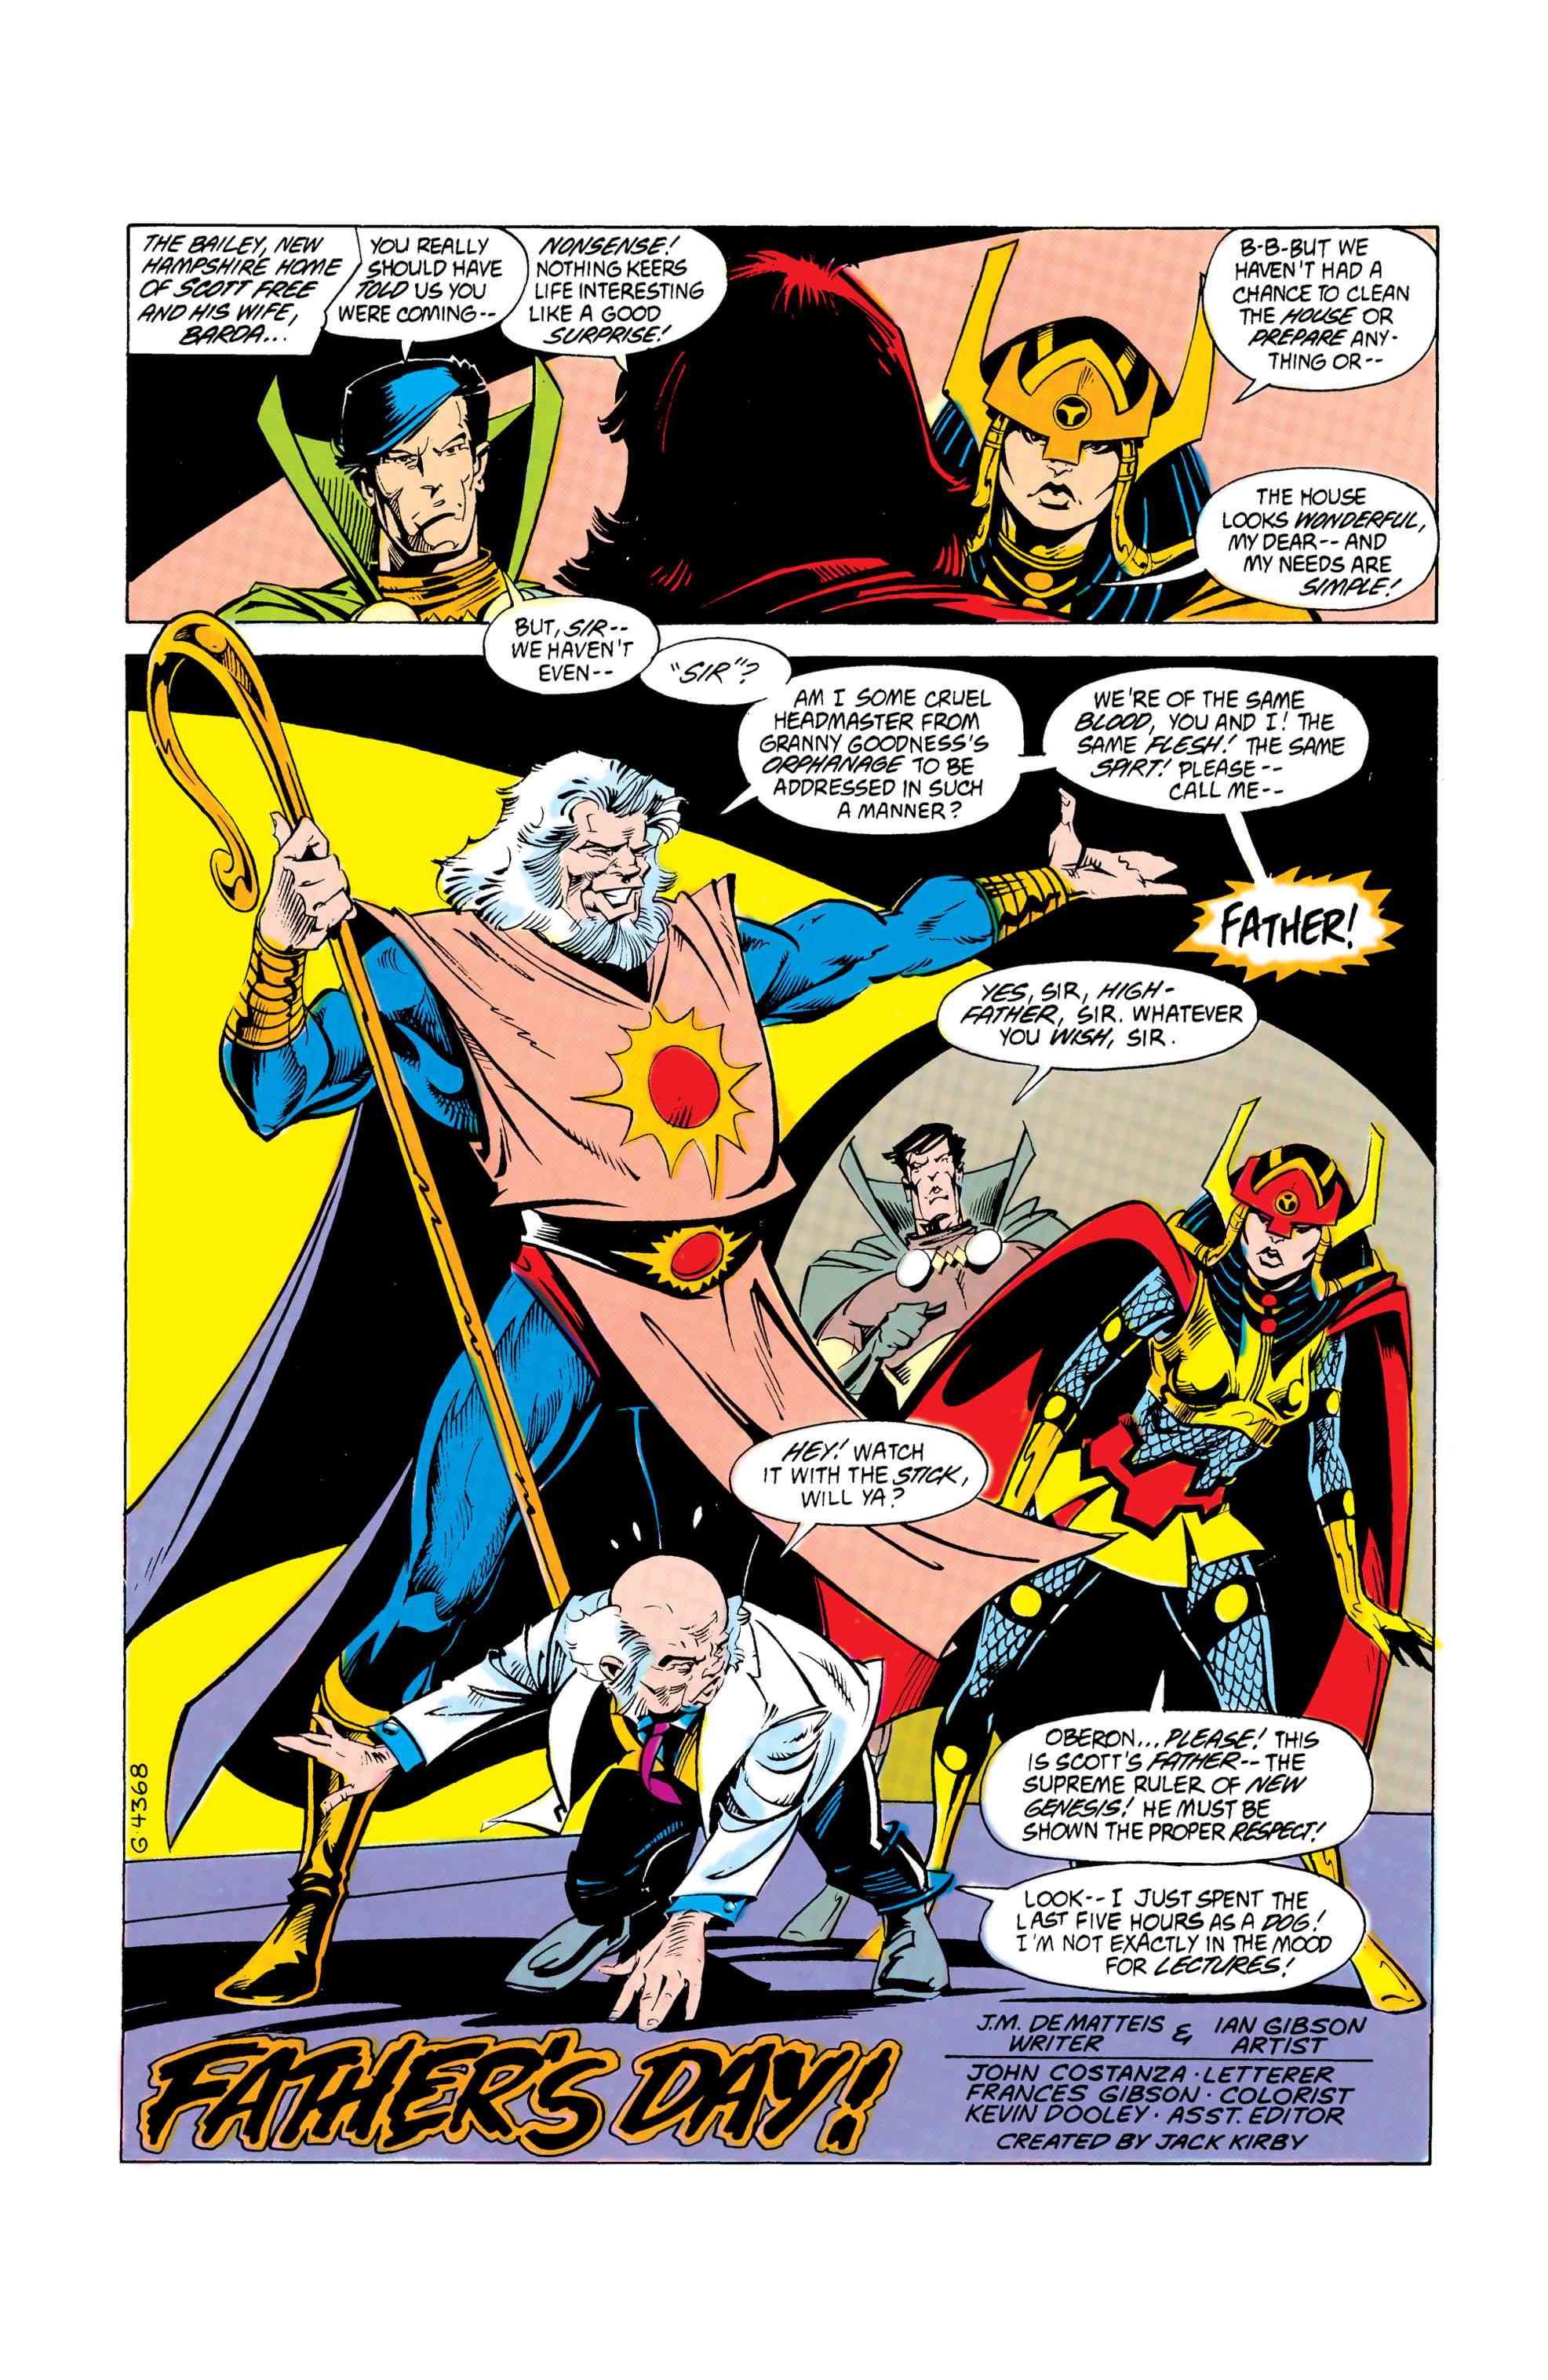 THE BAILEY, NEW
HAMPSHIRE HOME
OF SCOTT FREE
AND HIS WIFE,
BARDA...
YOU REALLY
SHOULD HAVE
TOLD US YOU
WERE COMING--
NONSENSE!
NOTHING KEERS
LIFE INTERESTING
LIKE A GOOD
SURPRISE!
B-B-BUT WE
HAVEN'T HAD A
CHANCE TO CLEAN
THE HOUSE OR
PREPARE ANY-
THING OR--
THE HOUSE
LOOKS WONDERFUL,
MY DEAR-- AND
MY NEEDS ARE
SIMPLE!
BUT, SIR--
WE HAVEN'T
EVEN--
"SIR"?
AM I SOME CRUEL
HEADMASTER FROM
GRANNY GOODNESS'S
ORPHANAGE TO BE
ADDRESSED IN SUCH
A MANNER?
WE'RE OF THE SAME
BLOOD, YOU AND I! THE
SAME FLESH! THE SAME
SPIRT! PLEASE--
CALL ME--
FATHER!
YES, SIR, HIGH-
FATHER, SIR. WHATEVER
YOU WISH, SIR.
HEY! WATCH
IT WITH THE STICK,
WILL YA?
OBERON... PLEASE! THIS
IS SCOTT'S FATHER-- THE
SUPREME RULER OF NEW
GENESIS! HE MUST BE
SHOWN THE PROPER RESPECT!
LOOK-- I JUST SPENT THE
LAST FIVE HOURS AS A DOG!
I'M NOT EXACTLY IN THE MOOD
FOR LECTURES!
G-4368
FATHER'S DAY!
J.M. DE MATTEIS & IAN GIBSON
WRITER ARTIST
JOHN COSTANZA · LETTERER
FRANCES GIBSON · COLORIST
KEVIN DOOLEY · ASST. EDITOR
CREATED BY JACK KIRBY